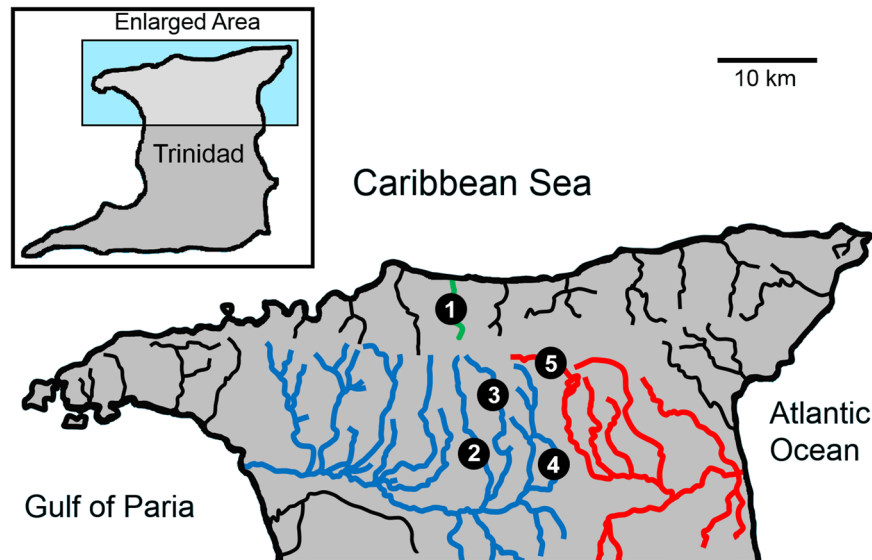 Enlarged Area
Trinidad
10 km
Caribbean Sea
1
5
3
2
4
Atlantic
Ocean
Gulf of Paria